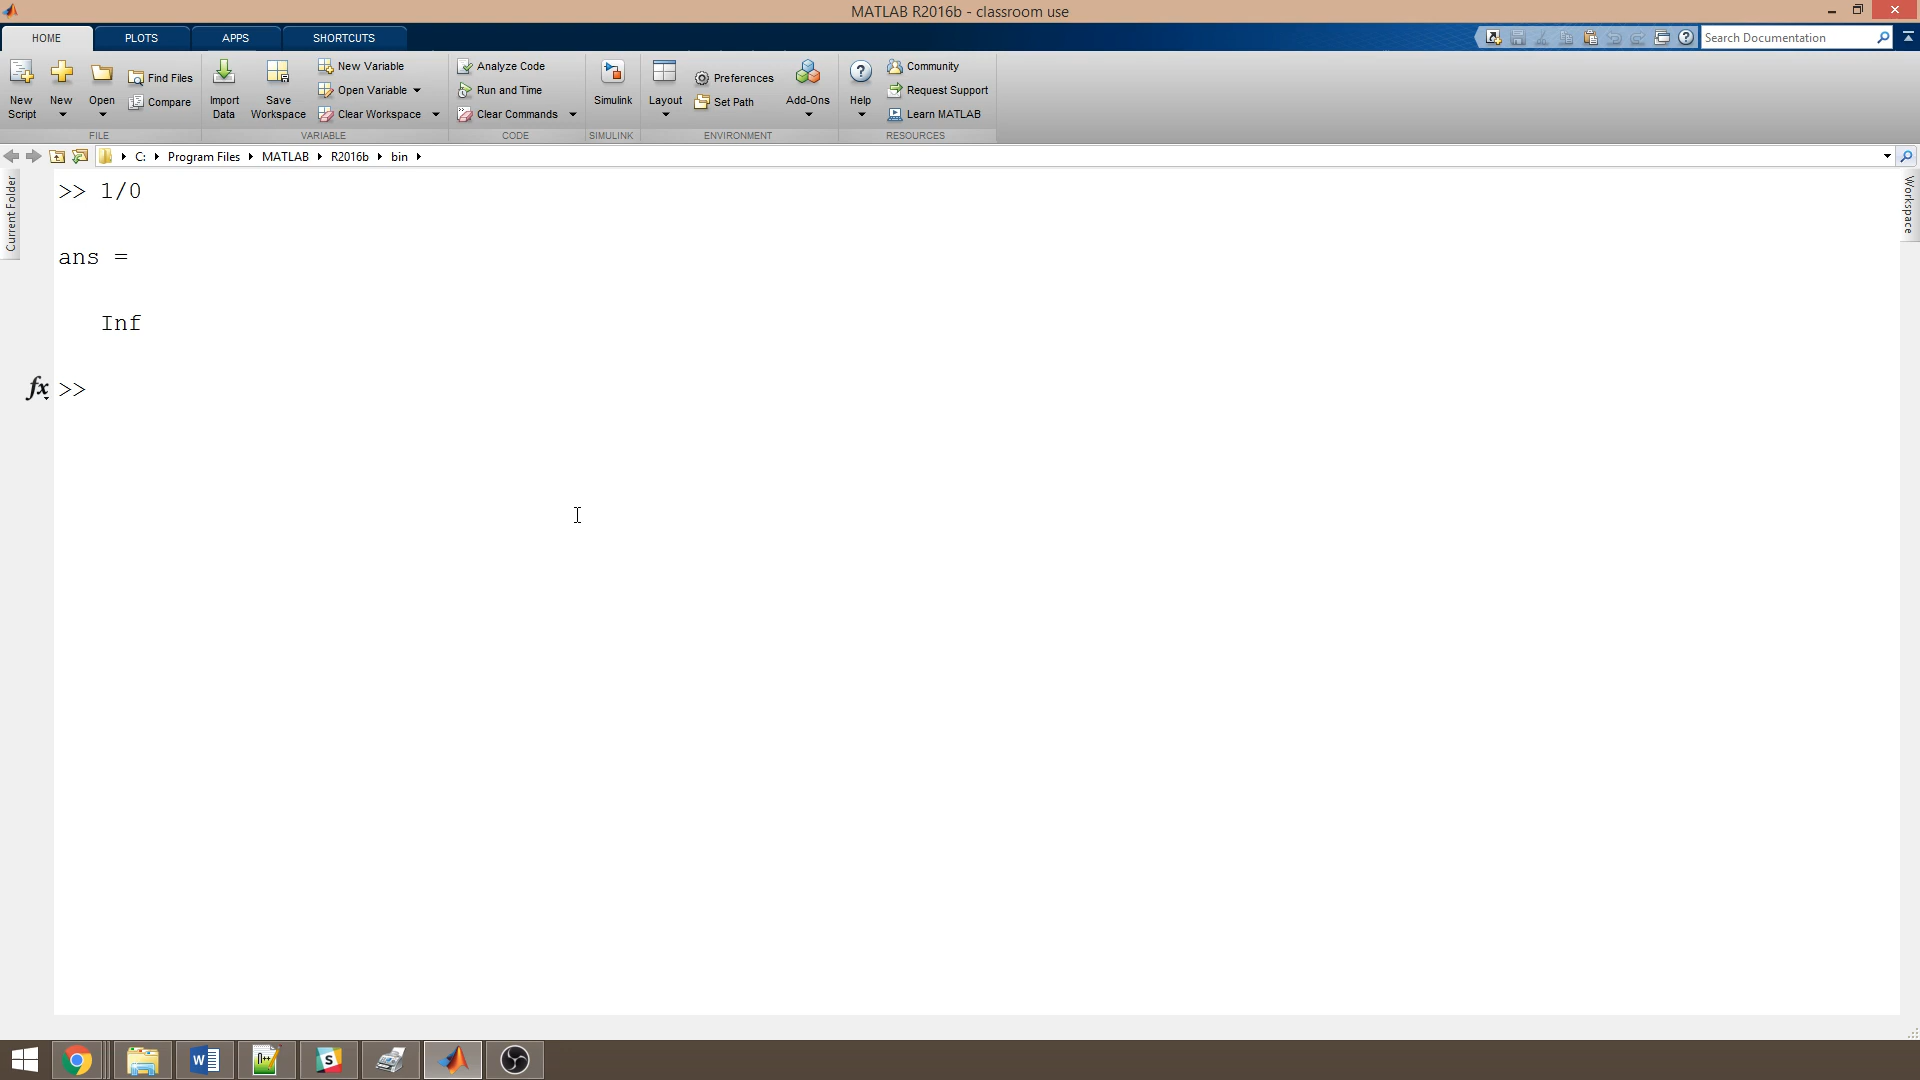 MATLAB R2016b - classroom use
HOME PLOTS APPS SHORTCUTS
Search Documentation
New Script
New
Open
Find Files
Compare
FILE
Import Data
Save Workspace
New Variable
Open Variable
Clear Workspace
VARIABLE
Analyze Code
Run and Time
Clear Commands
CODE
Simulink
SIMULINK
Layout
Preferences
Set Path
Add-Ons
ENVIRONMENT
Help
Community
Request Support
Learn MATLAB
RESOURCES
C: Program Files MATLAB R2016b bin
Current Folder
Workspace
>> 1/0
ans =
Inf
fx >>